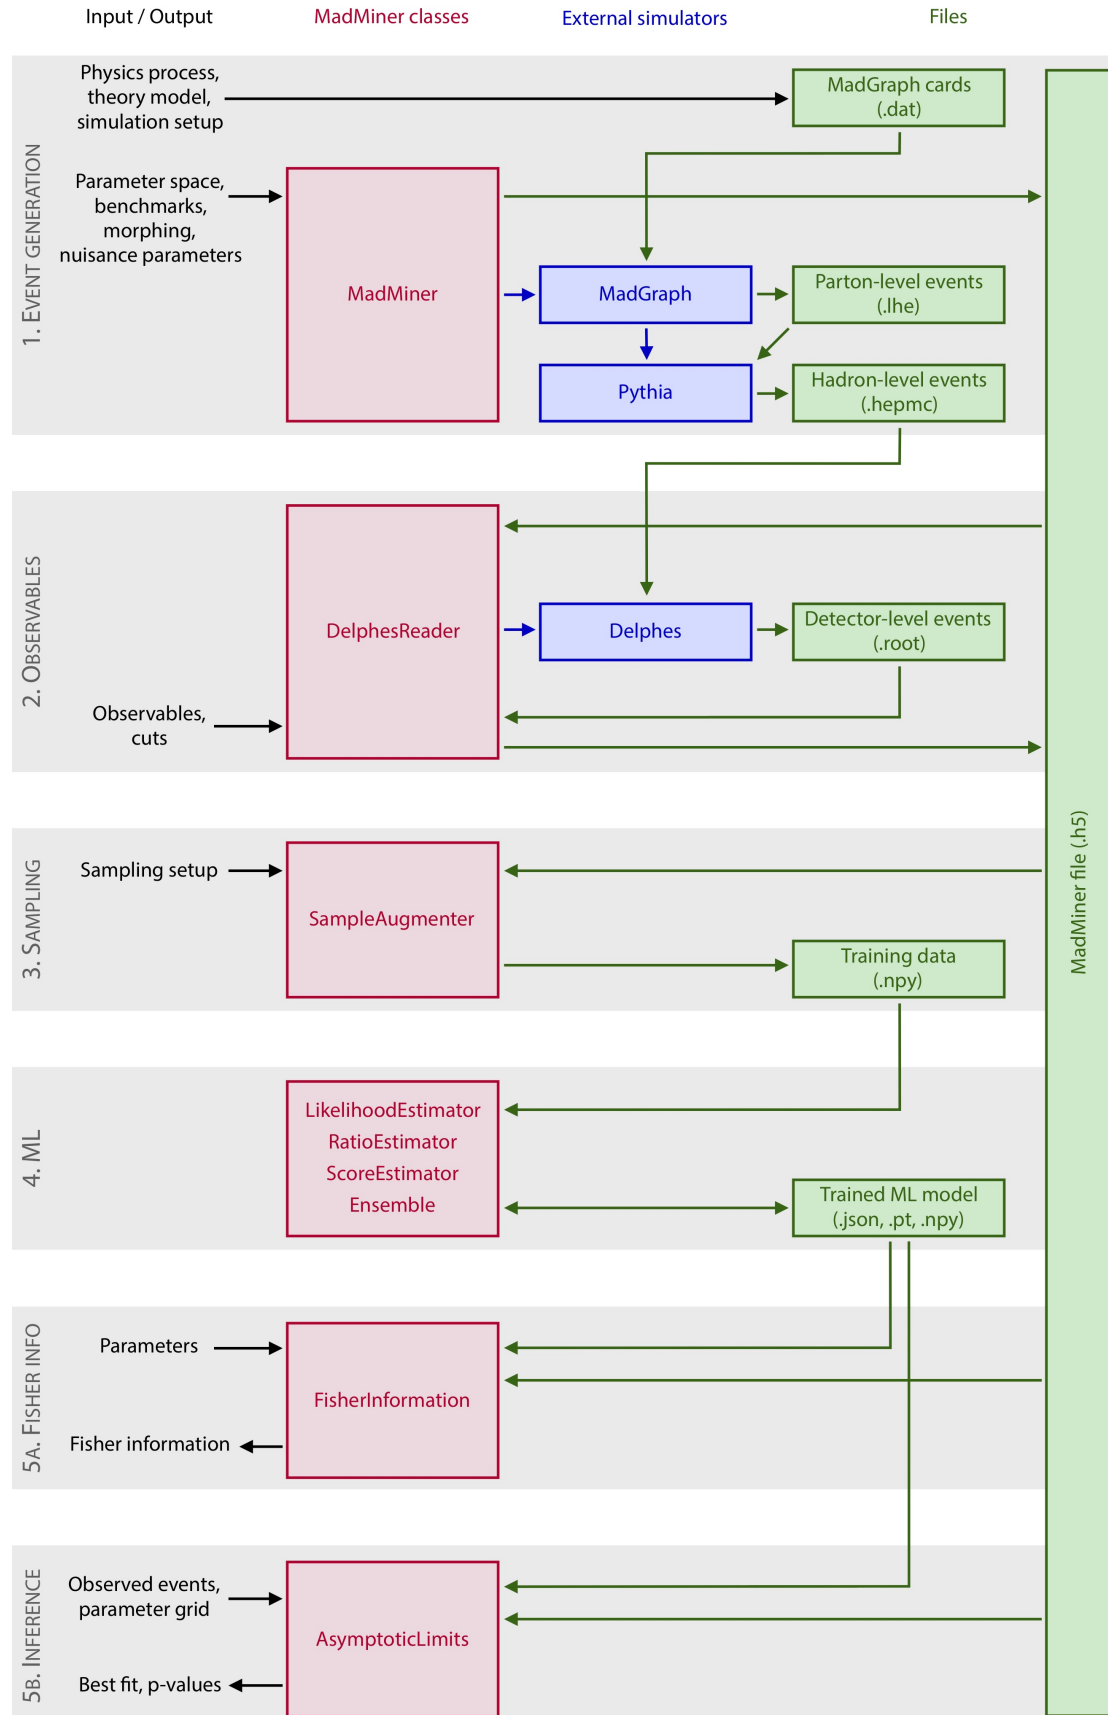 Input / Output
MadMiner classes
External simulators
Files
1. EVENT GENERATION
Physics process,
theory model,
simulation setup
MadGraph cards
(.dat)
Parameter space,
benchmarks,
morphing,
nuisance parameters
MadMiner
MadGraph
Parton-level events
(.lhe)
Pythia
Hadron-level events
(.hepmc)
2. OBSERVABLES
DelphesReader
Delphes
Detector-level events
(.root)
Observables,
cuts
MadMiner file (.h5)
3. SAMPLING
Sampling setup
SampleAugmenter
Training data
(.npy)
4. ML
LikelihoodEstimator
RatioEstimator
ScoreEstimator
Ensemble
Trained ML model
(.json, .pt, .npy)
5A. FISHER INFO
Parameters
FisherInformation
Fisher information
5B. INFERENCE
Observed events,
parameter grid
AsymptoticLimits
Best fit, p-values